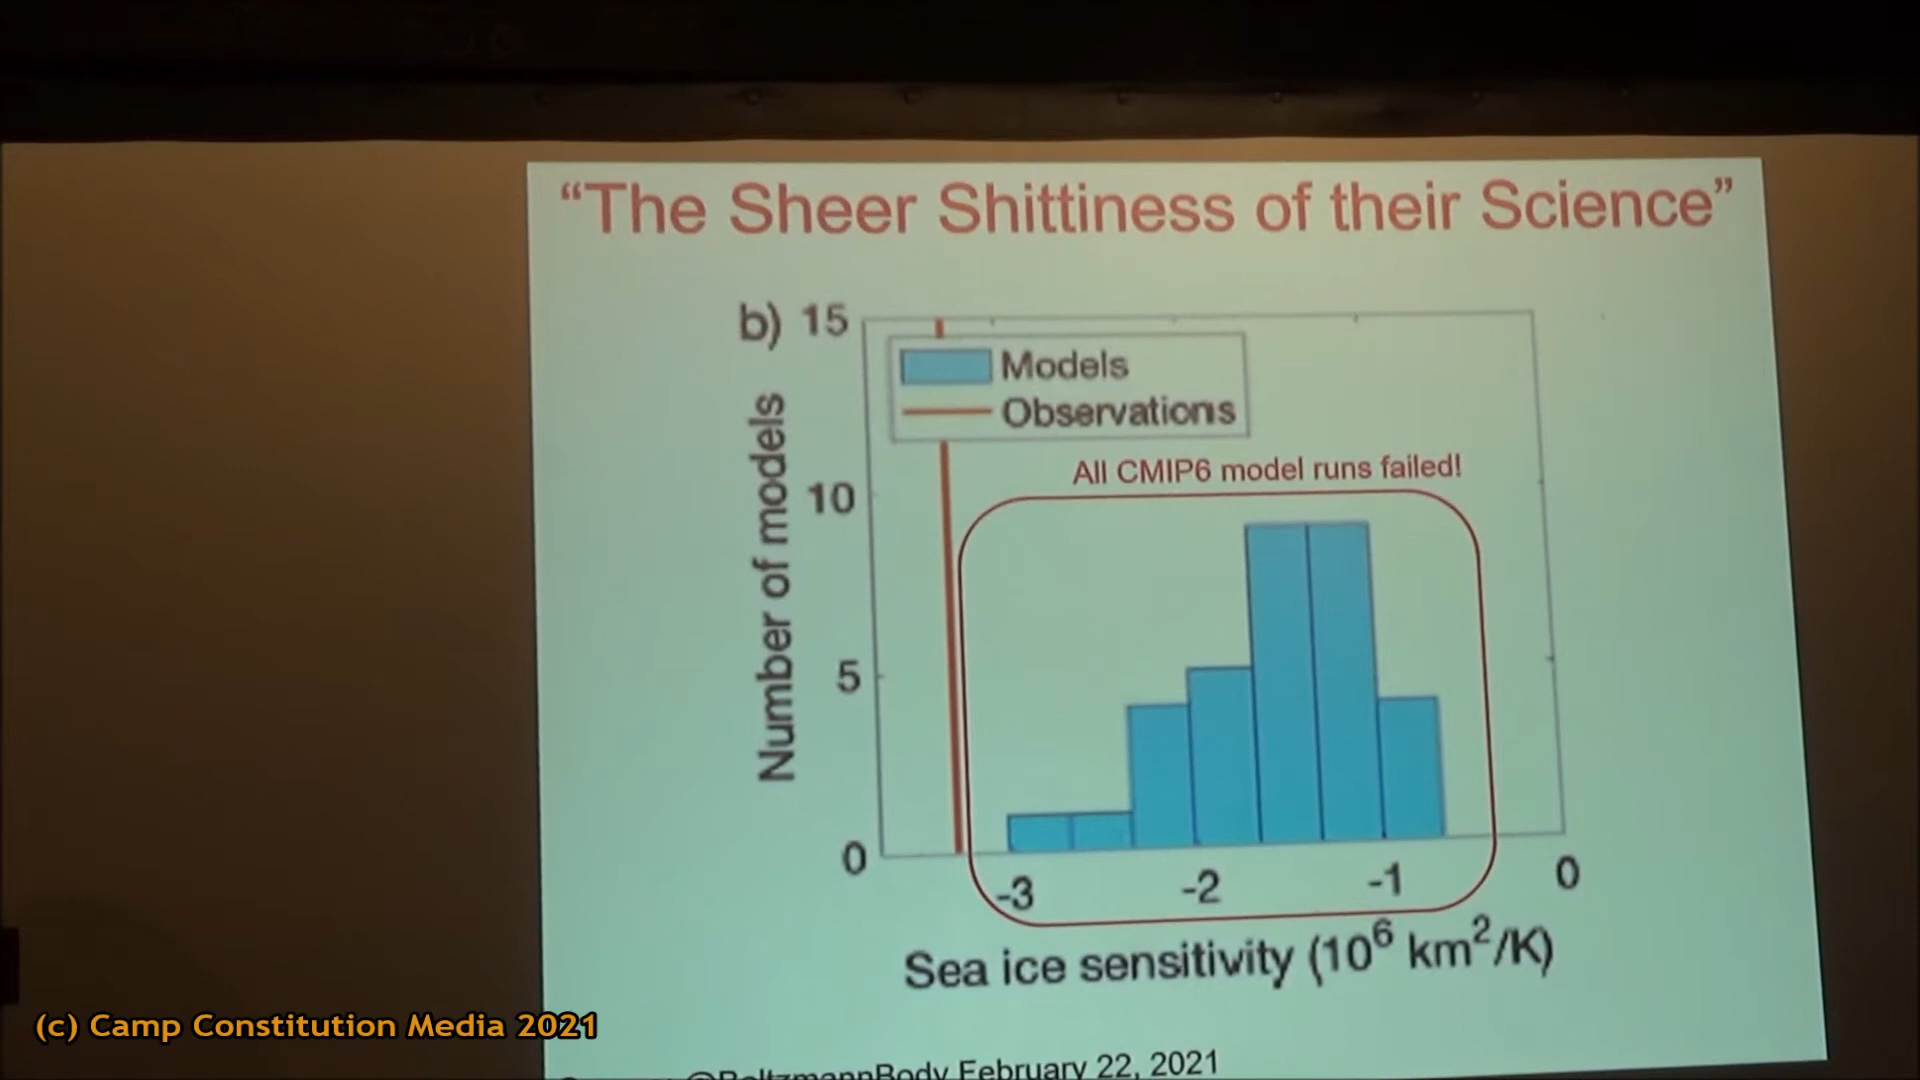 “The Sheer Shittiness of their Science”
b) 15
Models
Observations
All CMIP6 model runs failed!
Number of models
10
5
0
-3 -2 -1 0
Sea ice sensitivity (10⁶ km²/K)
(c) Camp Constitution Media 2021
@BoltzmannBody February 22, 2021